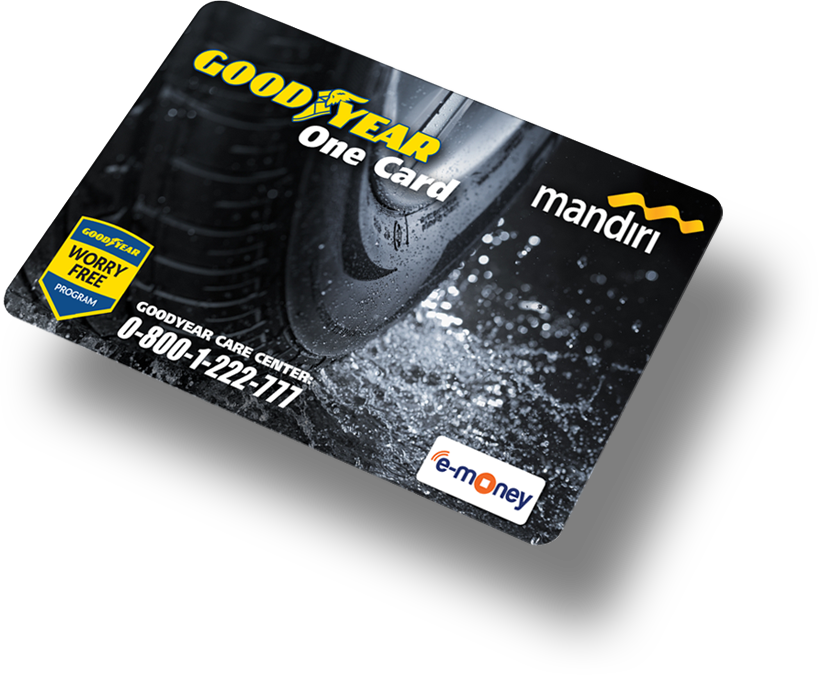 GOODYEAR
One Card
mandiri
GOODYEAR
WORRY
FREE
PROGRAM
GOODYEAR CARE CENTER:
0-800-1-222-777
e-money